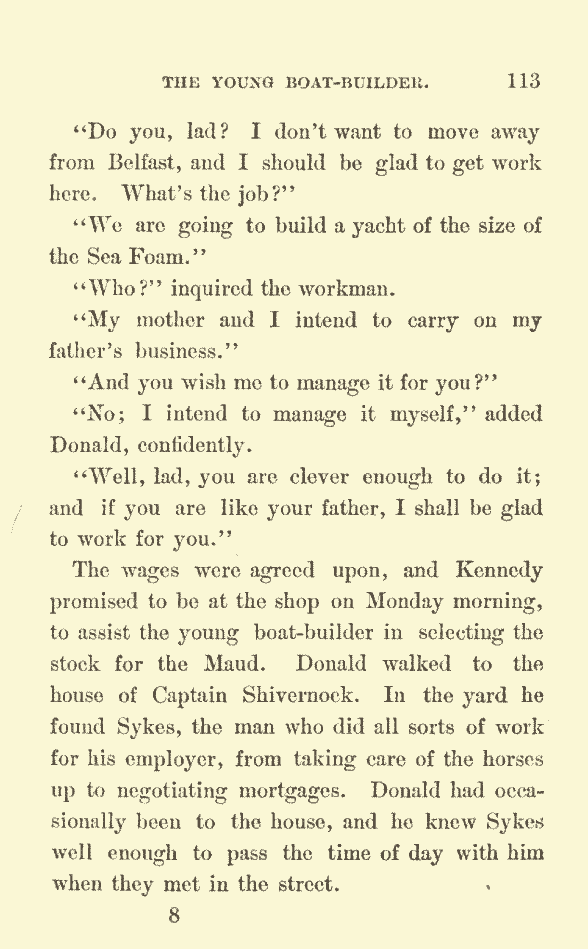 THE YOUNG BOAT-BUILDER. 113
“Do you, lad? I don't want to move away
from Belfast, and I should be glad to get work
here. What's the job?”
“We are going to build a yacht of the size of
the Sea Foam.”
“Who?” inquired the workman.
“My mother and I intend to carry on my
father's business.”
“And you wish me to manage it for you?”
“No; I intend to manage it myself,” added
Donald, confidently.
“Well, lad, you are clever enough to do it;
and if you are like your father, I shall be glad
to work for you.”
The wages were agreed upon, and Kennedy
promised to be at the shop on Monday morning,
to assist the young boat-builder in selecting the
stock for the Maud. Donald walked to the
house of Captain Shivernock. In the yard he
found Sykes, the man who did all sorts of work
for his employer, from taking care of the horses
up to negotiating mortgages. Donald had occa-
sionally been to the house, and he knew Sykes
well enough to pass the time of day with him
when they met in the street.
8